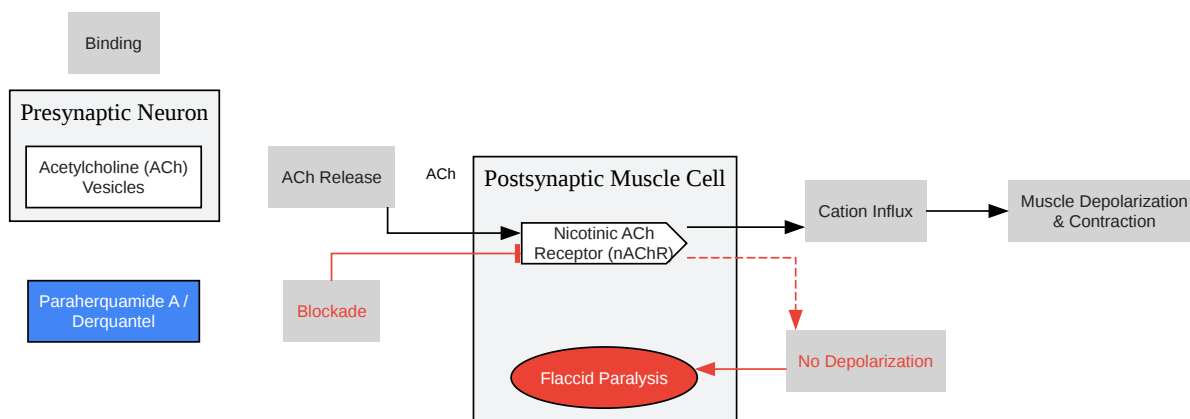 Binding
Presynaptic Neuron
Acetylcholine (ACh)
Vesicles
Paraherquamide A /
Derquantel
ACh Release
ACh
Blockade
Postsynaptic Muscle Cell
Nicotinic ACh
Receptor (nAChR)
Flaccid Paralysis
Cation Influx
No Depolarization
Muscle Depolarization
& Contraction